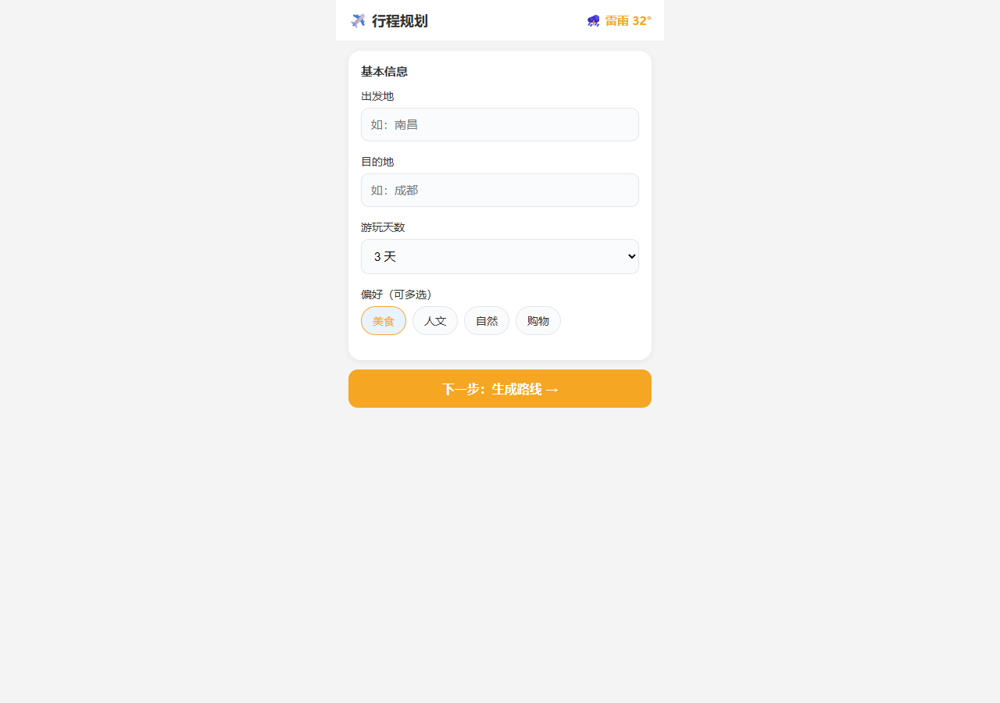 ✈️ 行程规划
⛈️ 雷雨 32°
基本信息
出发地
如：南昌
目的地
如：成都
游玩天数
3 天
偏好（可多选）
美食 人文 自然 购物
下一步：生成路线 →